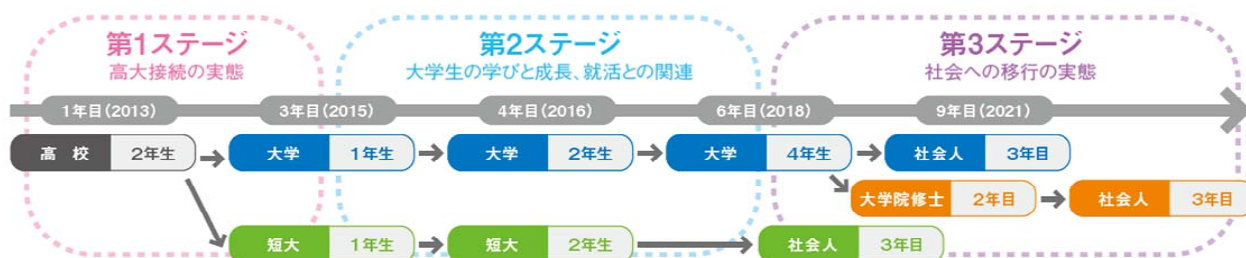 第1ステージ
高大接続の実態
第2ステージ
大学生の学びと成長、就活との関連
第3ステージ
社会への移行の実態
1年目(2013)
3年目(2015)
4年目(2016)
6年目(2018)
9年目(2021)
高 校 2年生
大学 1年生
大学 2年生
大学 4年生
社会人 3年目
大学院修士 2年目
社会人 3年目
短大 1年生
短大 2年生
社会人 3年目